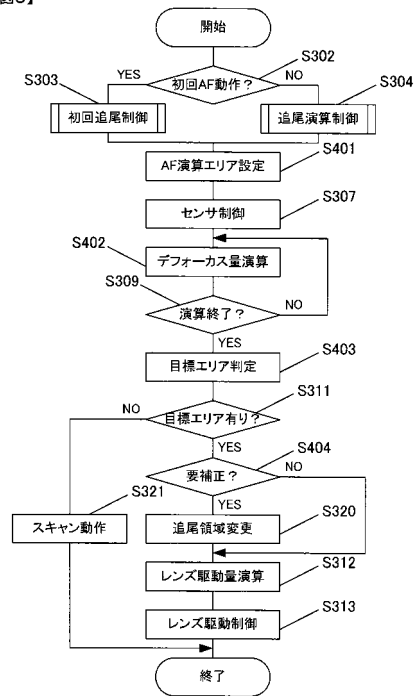 開始
S302
S303
YES
初回AF動作？
NO
S304
初回追尾制御
追尾演算制御
S401
AF演算エリア設定
S307
センサ制御
S402
デフォーカス量演算
S309
演算終了？
NO
YES
S403
目標エリア判定
S311
NO
目標エリア有り？
YES
S404
要補正？
NO
S321
YES
S320
スキャン動作
追尾領域変更
S312
レンズ駆動量演算
S313
レンズ駆動制御
終了